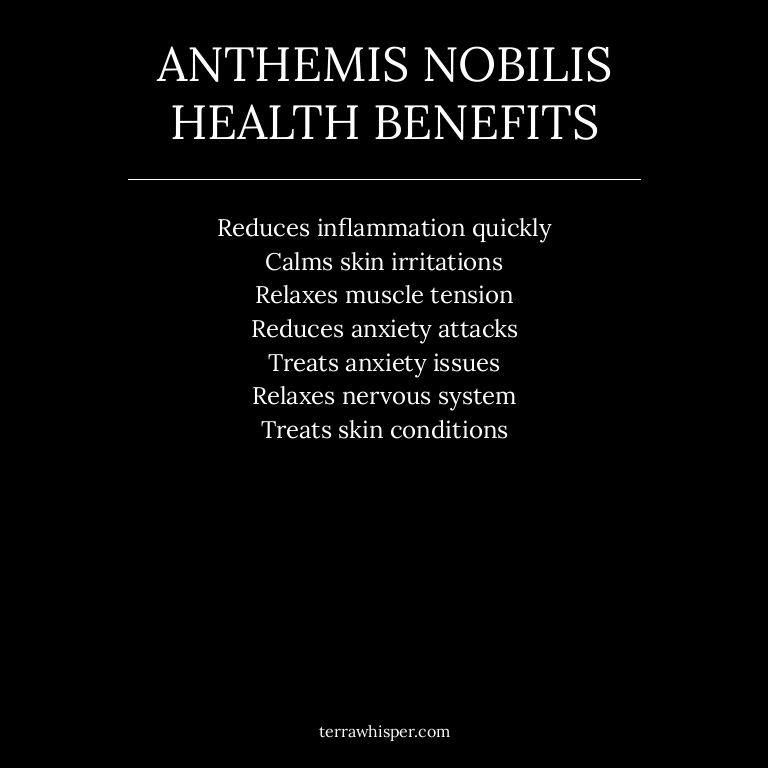 ANTHEMIS NOBILIS
HEALTH BENEFITS
Reduces inflammation quickly
Calms skin irritations
Relaxes muscle tension
Reduces anxiety attacks
Treats anxiety issues
Relaxes nervous system
Treats skin conditions
terrawhisper.com